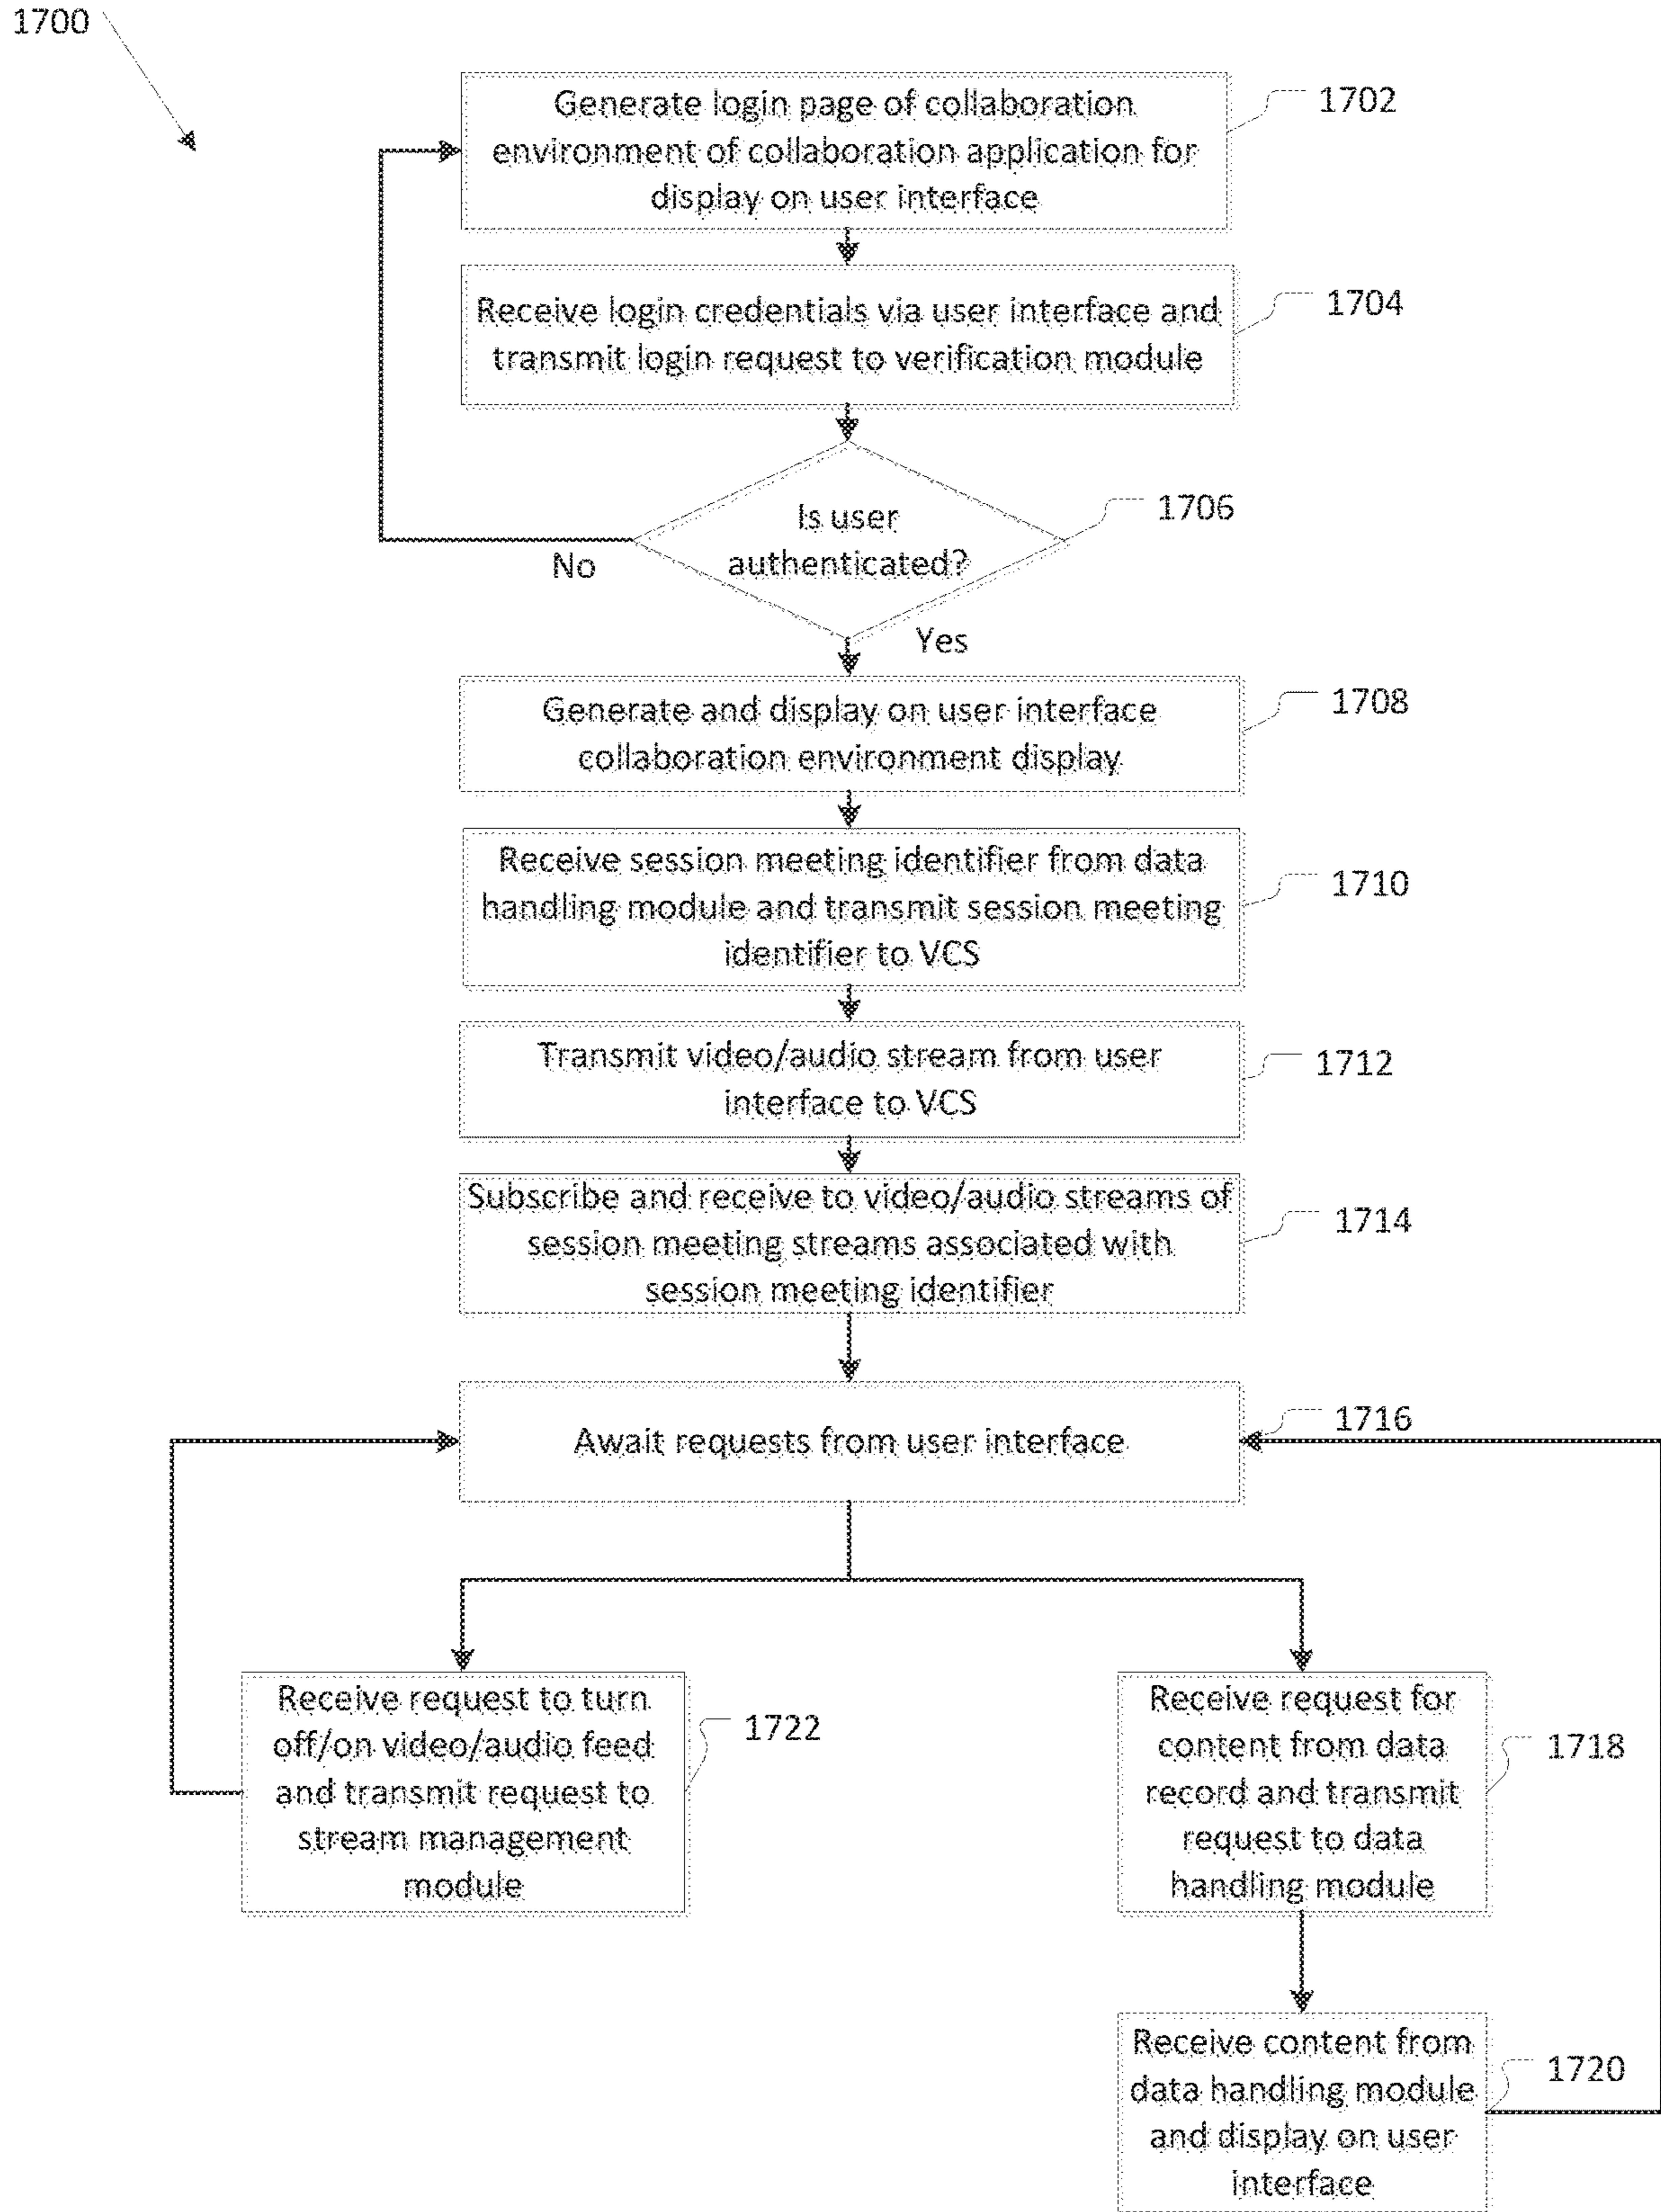 1700
Generate login page of collaboration
environment of collaboration application for
display on user interface
1702
Receive login credentials via user interface and
transmit login request to verification module
1704
Is user
authenticated?
1706
No
Yes
Generate and display on user interface
collaboration environment display
1708
Receive session meeting identifier from data
handling module and transmit session meeting
identifier to VCS
1710
Transmit video/audio stream from user
interface to VCS
1712
Subscribe and receive to video/audio streams of
session meeting streams associated with
session meeting identifier
1714
Await requests from user interface
1716
Receive request to turn
off/on video/audio feed
and transmit request to
stream management
module
1722
Receive request for
content from data
record and transmit
request to data
handling module
1718
Receive content from
data handling module
and display on user
interface
1720